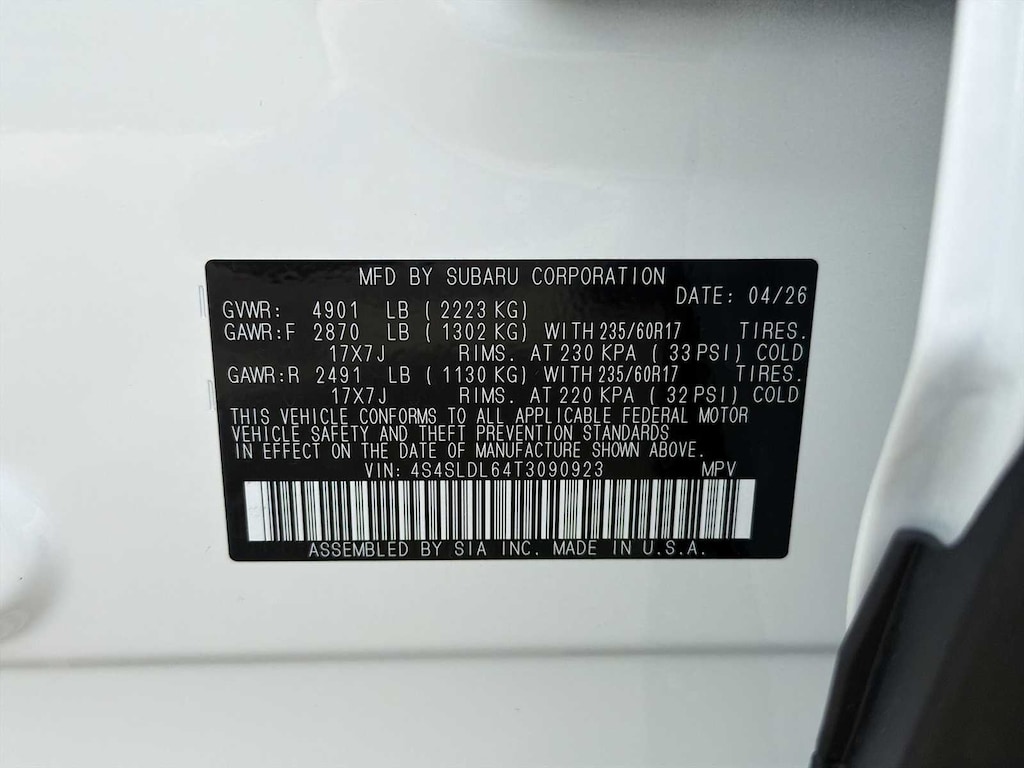 MFD BY SUBARU CORPORATION
DATE: 04/26
GVWR: 4901 LB ( 2223 KG)
GAWR:F 2870 LB ( 1302 KG) WITH 235/60R17 TIRES.
17X7J RIMS. AT 230 KPA ( 33 PSI) COLD
GAWR:R 2491 LB ( 1130 KG) WITH 235/60R17 TIRES.
17X7J RIMS. AT 220 KPA ( 32 PSI) COLD
THIS VEHICLE CONFORMS TO ALL APPLICABLE FEDERAL MOTOR
VEHICLE SAFETY AND THEFT PREVENTION STANDARDS
IN EFFECT ON THE DATE OF MANUFACTURE SHOWN ABOVE.
VIN: 4S4SLDL64T3090923 MPV
ASSEMBLED BY SIA INC. MADE IN U.S.A.